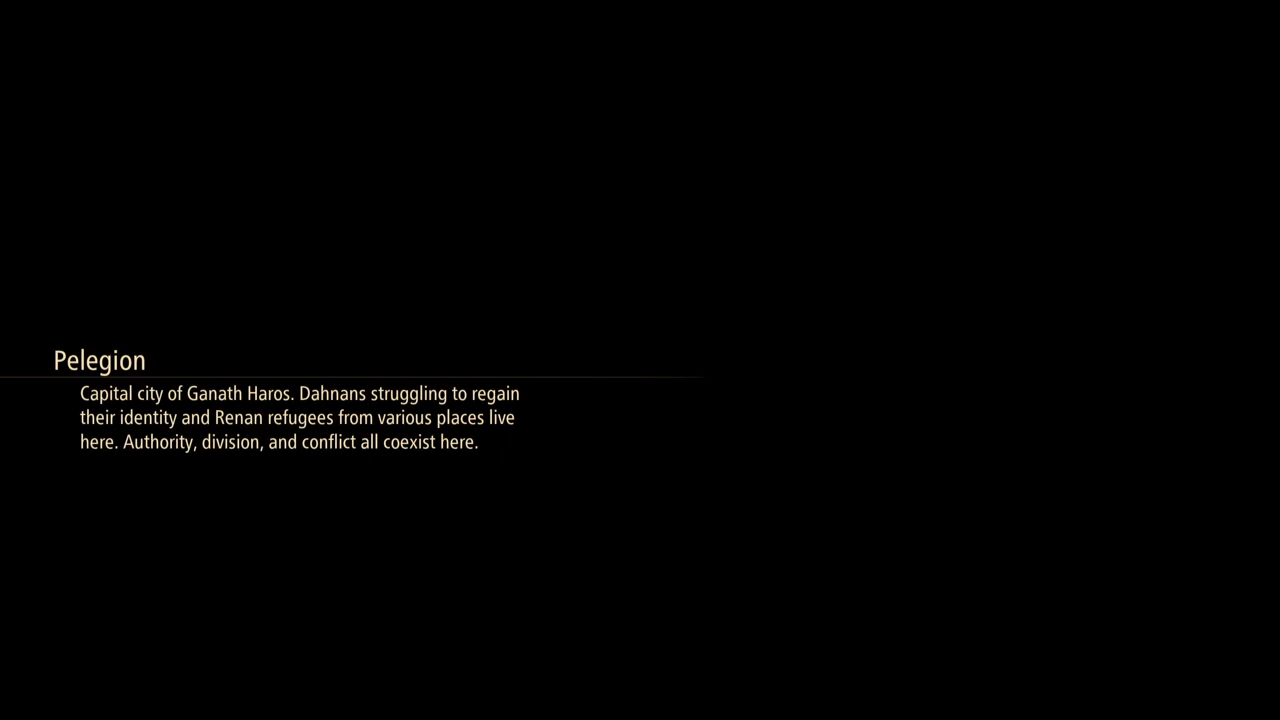 Pelegion
Capital city of Ganath Haros. Dahnans struggling to regain
their identity and Renan refugees from various places live
here. Authority, division, and conflict all coexist here.